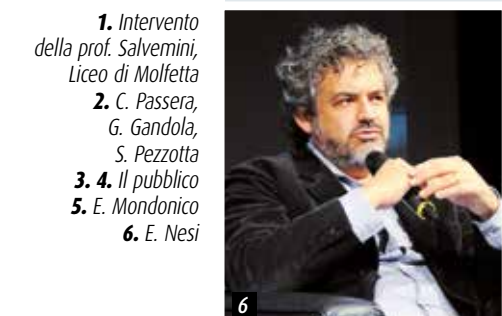 1. Intervento
della prof. Salvemini,
Liceo di Molfetta
2. C. Passera,
G. Gandola,
S. Pezzotta
3. 4. Il pubblico
5. E. Mondonico
6. E. Nesi
6